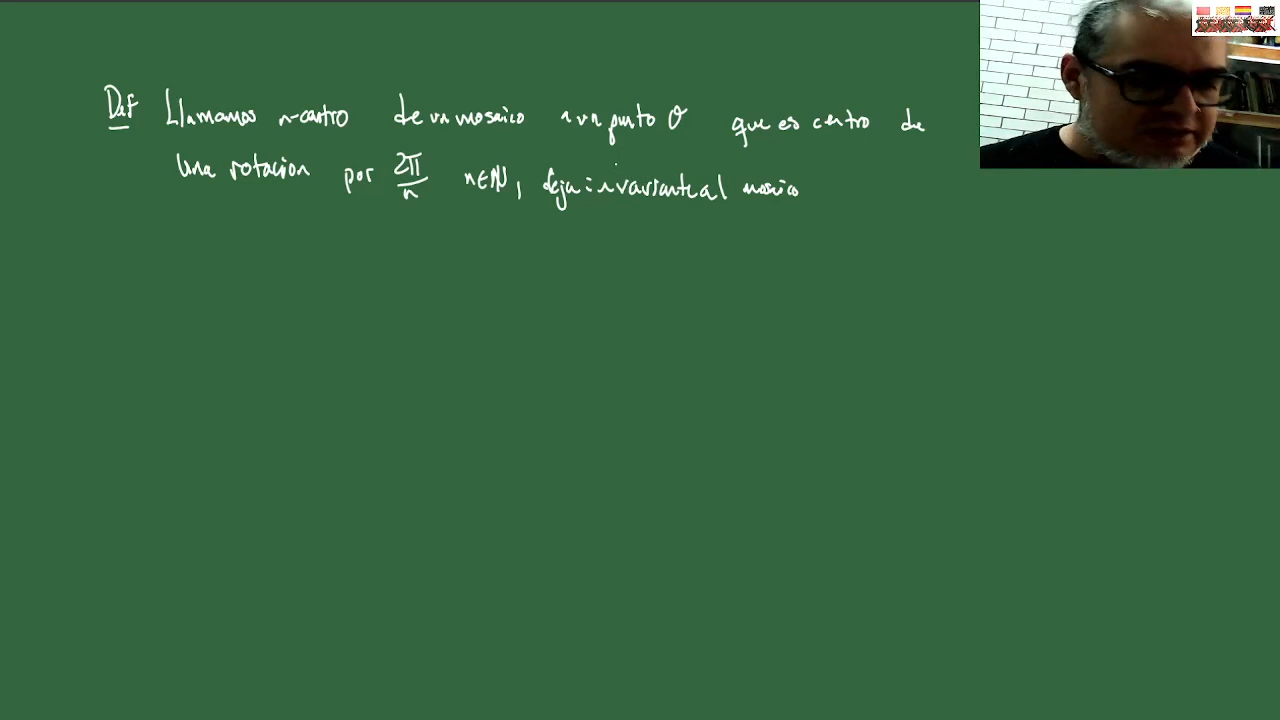 Def Llamamos n-centro de un mosaico a un punto O que es centro de
una rotacion por 2π/n n∈ℕ, deja invariante al mosaico